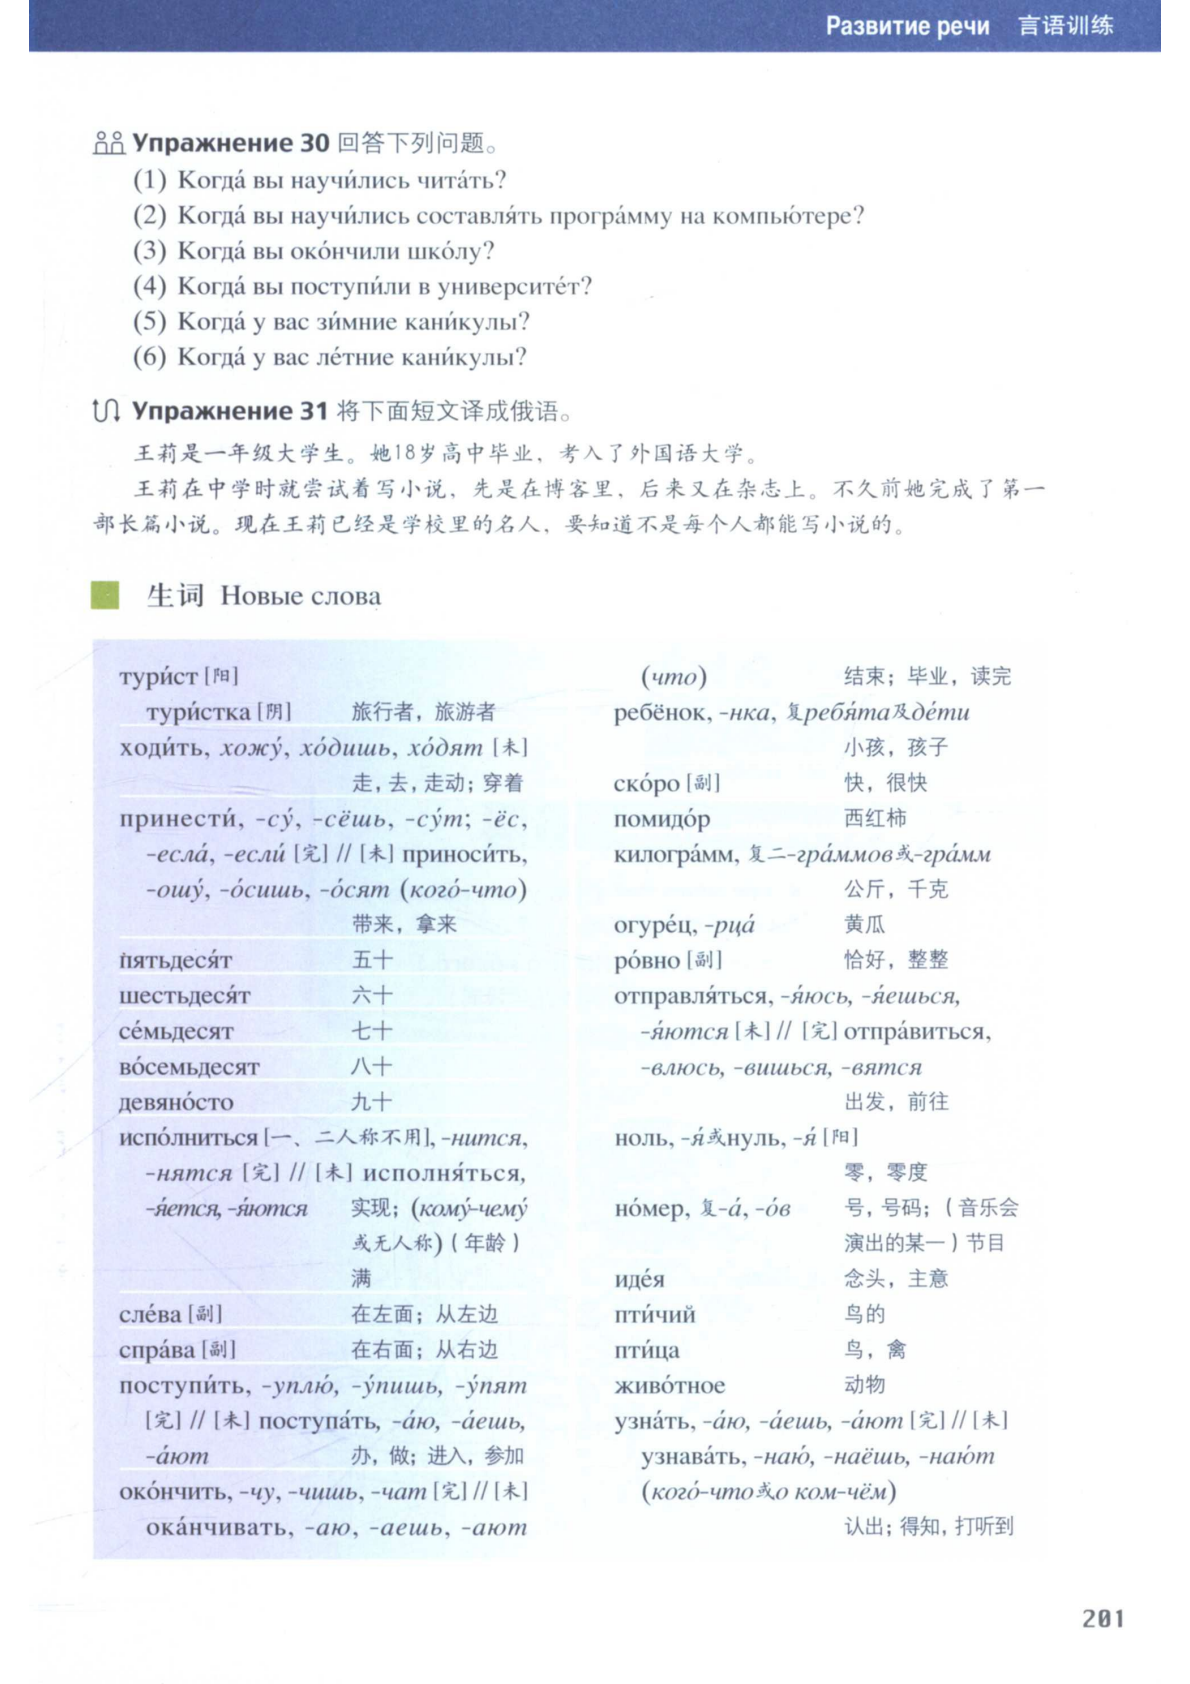 Развитие речи 言语训练
Упражнение 30 回答下列问题。
(1) Когда́ вы научи́лись чита́ть?
(2) Когда́ вы научи́лись составля́ть програ́мму на компью́тере?
(3) Когда́ вы око́нчили шко́лу?
(4) Когда́ вы поступи́ли в университе́т?
(5) Когда́ у вас зи́мние кани́кулы?
(6) Когда́ у вас ле́тние кани́кулы?
Упражнение 31 将下面短文译成俄语。
王莉是一年级大学生。她18岁高中毕业，考入了外国语大学。
王莉在中学时就尝试着写小说，先是在博客里，后来又在杂志上。不久前她完成了第一
部长篇小说。现在王莉已经是学校里的名人，要知道不是每个人都能写小说的。
生词 Новые слова
тури́ст [阳]
тури́стка [阴] 旅行者，旅游者
ходи́ть, хожу́, хо́дишь, хо́дят [未]
走，去，走动；穿着
принести́, -су́, -сёшь, -су́т; -ёс,
-есла́, -если́ [完] // [未] приноси́ть,
-ошу́, -о́сишь, -о́сят (кого́-что)
带来，拿来
пятьдеся́т 五十
шестьдеся́т 六十
се́мьдесят 七十
во́семьдесят 八十
девяно́сто 九十
испо́лниться [一、二人称不用], -нится,
-нятся [完] // [未] исполня́ться,
-я́ется, -я́ются 实现；(кому́-чему́
或无人称)（年龄）
满
сле́ва [副] 在左面；从左边
спра́ва [副] 在右面；从右边
поступи́ть, -уплю́, -у́пишь, -у́пят
[完] // [未] поступа́ть, -а́ю, -а́ешь,
-а́ют 办，做；进入，参加
око́нчить, -чу, -чишь, -чат [完] // [未]
ока́нчивать, -аю, -аешь, -ают
(что) 结束；毕业，读完
ребёнок, -нка, 复ребя́та及де́ти
小孩，孩子
ско́ро [副] 快，很快
помидо́р 西红柿
килогра́мм, 复二-гра́ммов或-гра́мм
公斤，千克
огуре́ц, -рца́ 黄瓜
ро́вно [副] 恰好，整整
отправля́ться, -я́юсь, -я́ешься,
-я́ются [未] // [完] отпра́виться,
-влюсь, -вишься, -вятся
出发，前往
ноль, -я́或нуль, -я́ [阳]
零，零度
но́мер, 复-а́, -о́в 号，号码；（音乐会
演出的某一）节目
иде́я 念头，主意
пти́чий 鸟的
пти́ца 鸟，禽
живо́тное 动物
узна́ть, -а́ю, -а́ешь, -а́ют [完] // [未]
узнава́ть, -наю́, -наёшь, -наю́т
(кого́-что或о ком-чём)
认出；得知，打听到
201